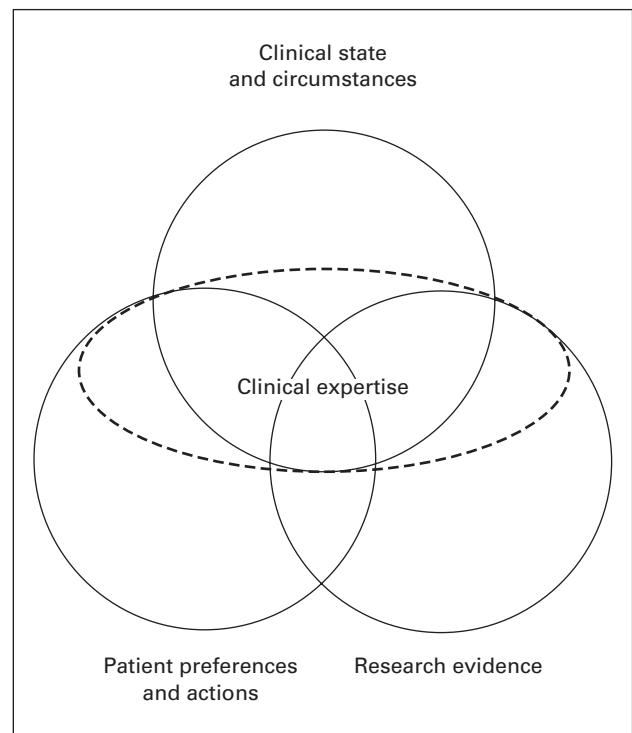 Clinical state
and circumstances
Clinical expertise
Patient preferences
and actions
Research evidence